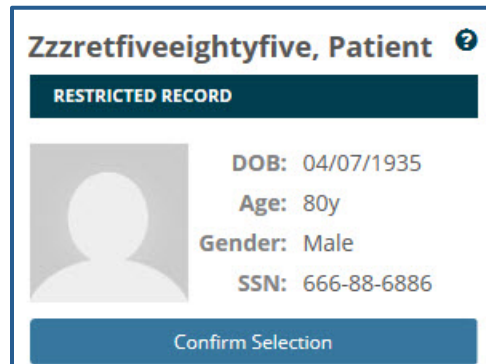 Zzzretfiveeightyfive, Patient ?
RESTRICTED RECORD
DOB: 04/07/1935
Age: 80y
Gender: Male
SSN: 666-88-6886
Confirm Selection